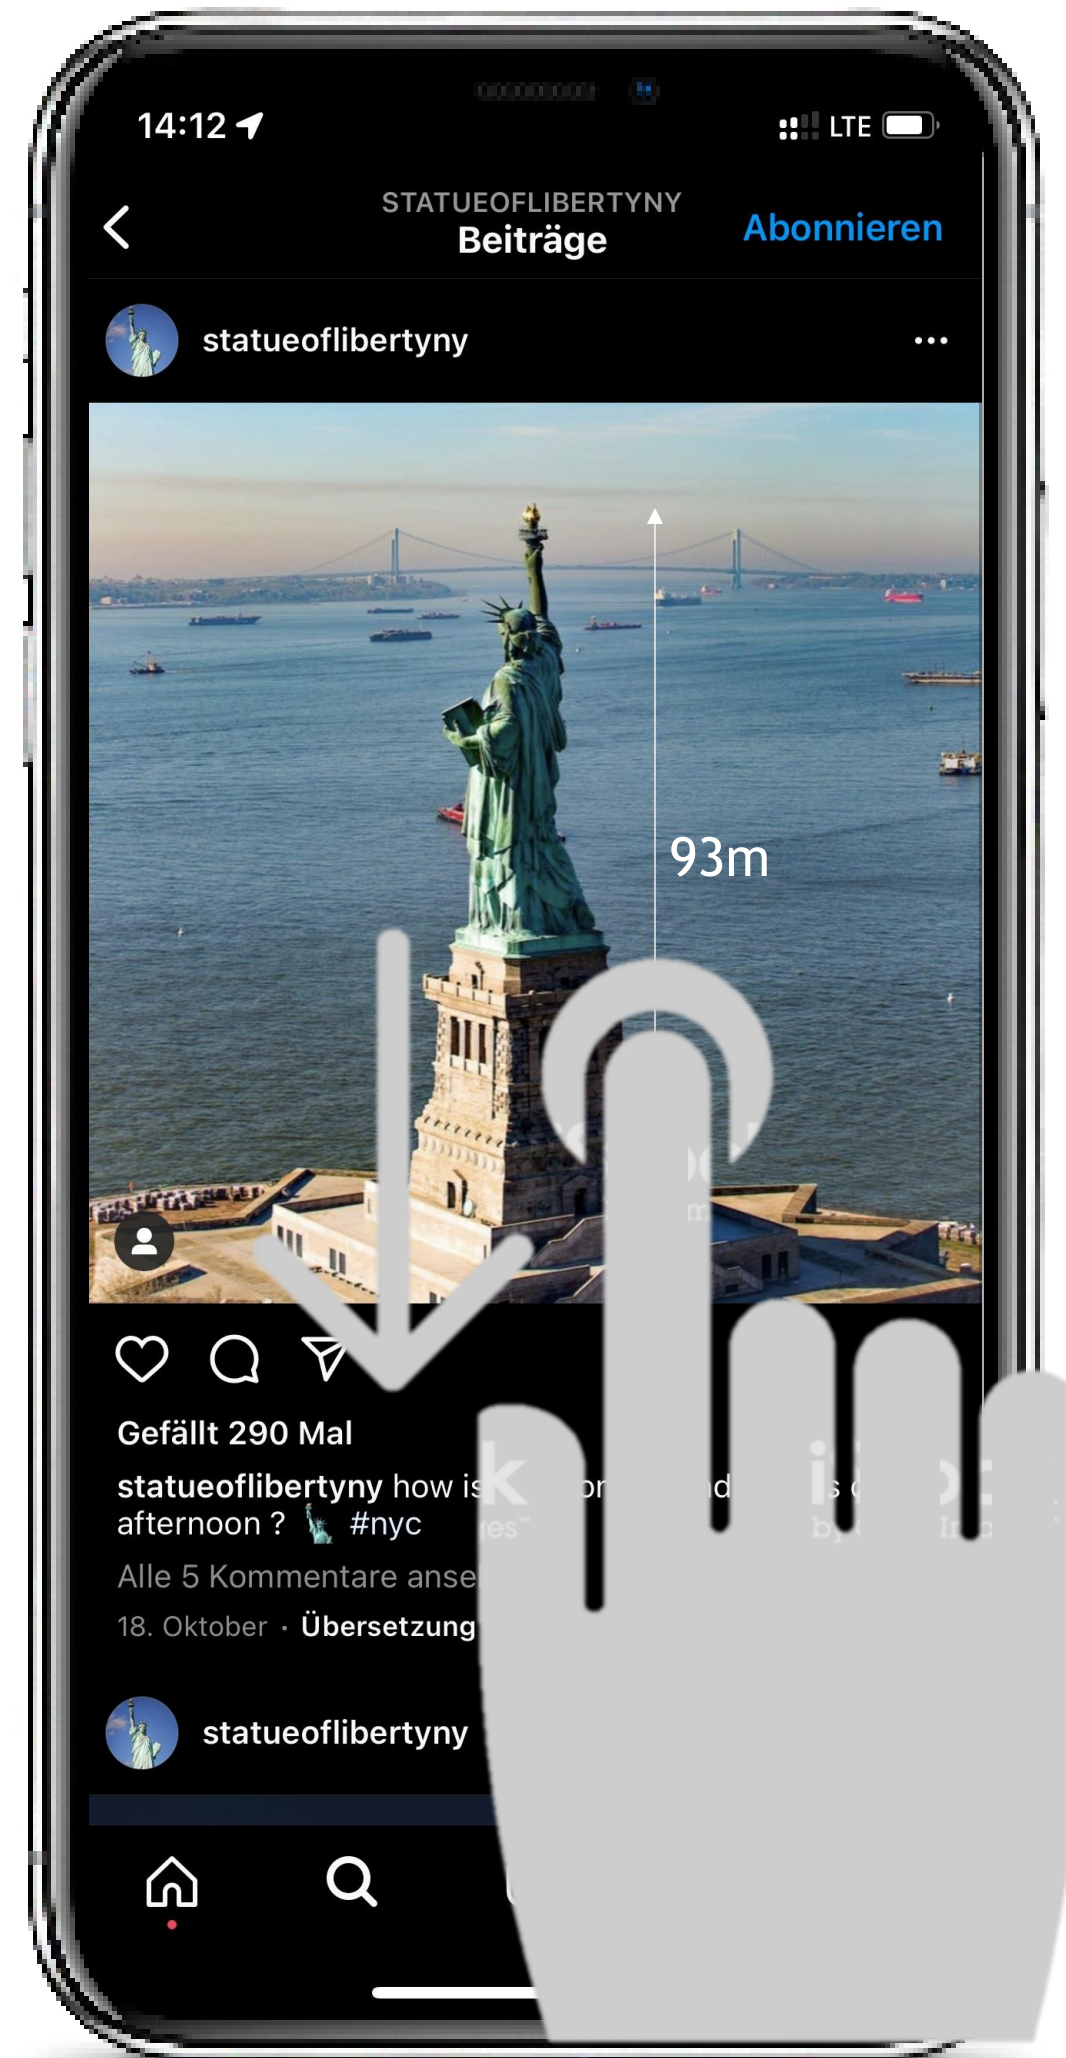 14:12
LTE
STATUEOFLIBERTYNY
Beiträge
Abonnieren
statueoflibertyny
93m
Gefällt 290 Mal
statueoflibertyny how is
afternoon ? #nyc
Alle 5 Kommentare
18. Oktober · Übersetzung
statueoflibertyny